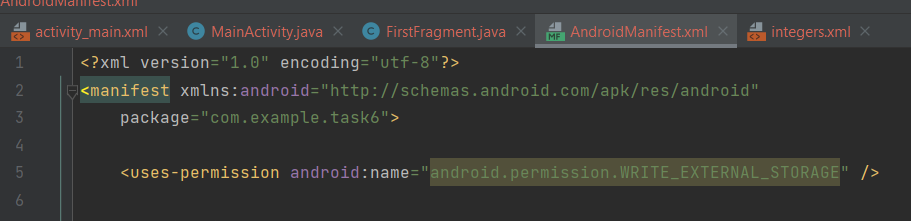 AndroidManifest.xml
activity_main.xml MainActivity.java FirstFragment.java AndroidManifest.xml integers.xml
1 <?xml version="1.0" encoding="utf-8"?>
2 <manifest xmlns:android="http://schemas.android.com/apk/res/android"
3 package="com.example.task6">
4
5 <uses-permission android:name="android.permission.WRITE_EXTERNAL_STORAGE" />
6